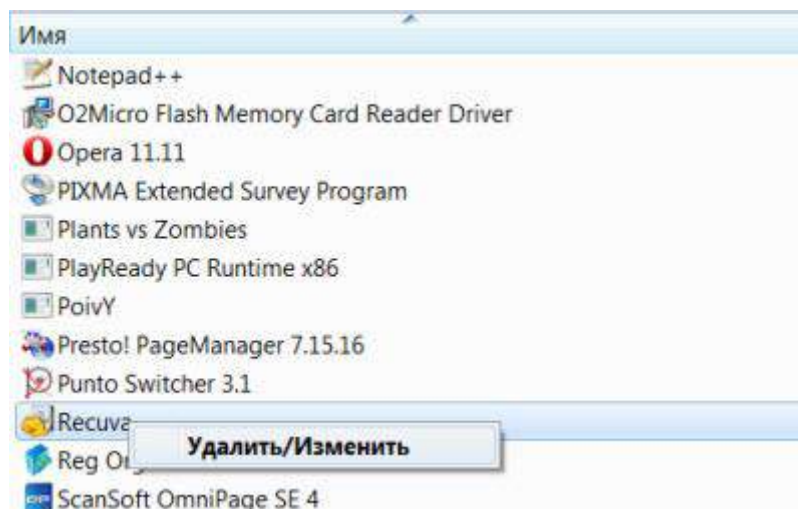 Имя
Notepad++
O2Micro Flash Memory Card Reader Driver
Opera 11.11
PIXMA Extended Survey Program
Plants vs Zombies
PlayReady PC Runtime x86
PoivY
Presto! PageManager 7.15.16
Punto Switcher 3.1
Recuva
Удалить/Изменить
Reg
ScanSoft OmniPage SE 4